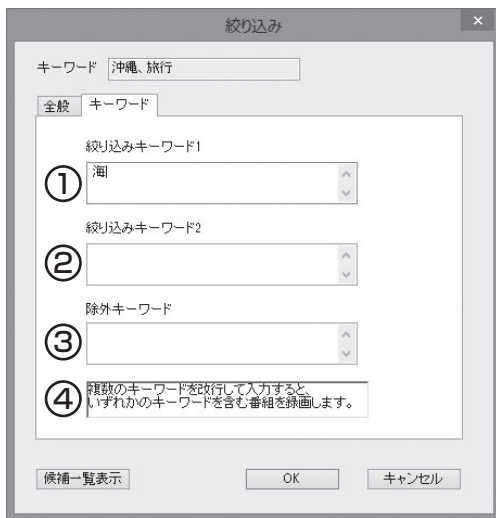 絞り込み
×
キーワード 沖縄、旅行
全般 キーワード
絞り込みキーワード1
① 海
絞り込みキーワード2
②
除外キーワード
③
④ 複数のキーワードを改行して入力すると、
いずれかのキーワードを含む番組を録画します。
候補一覧表示 OK キャンセル